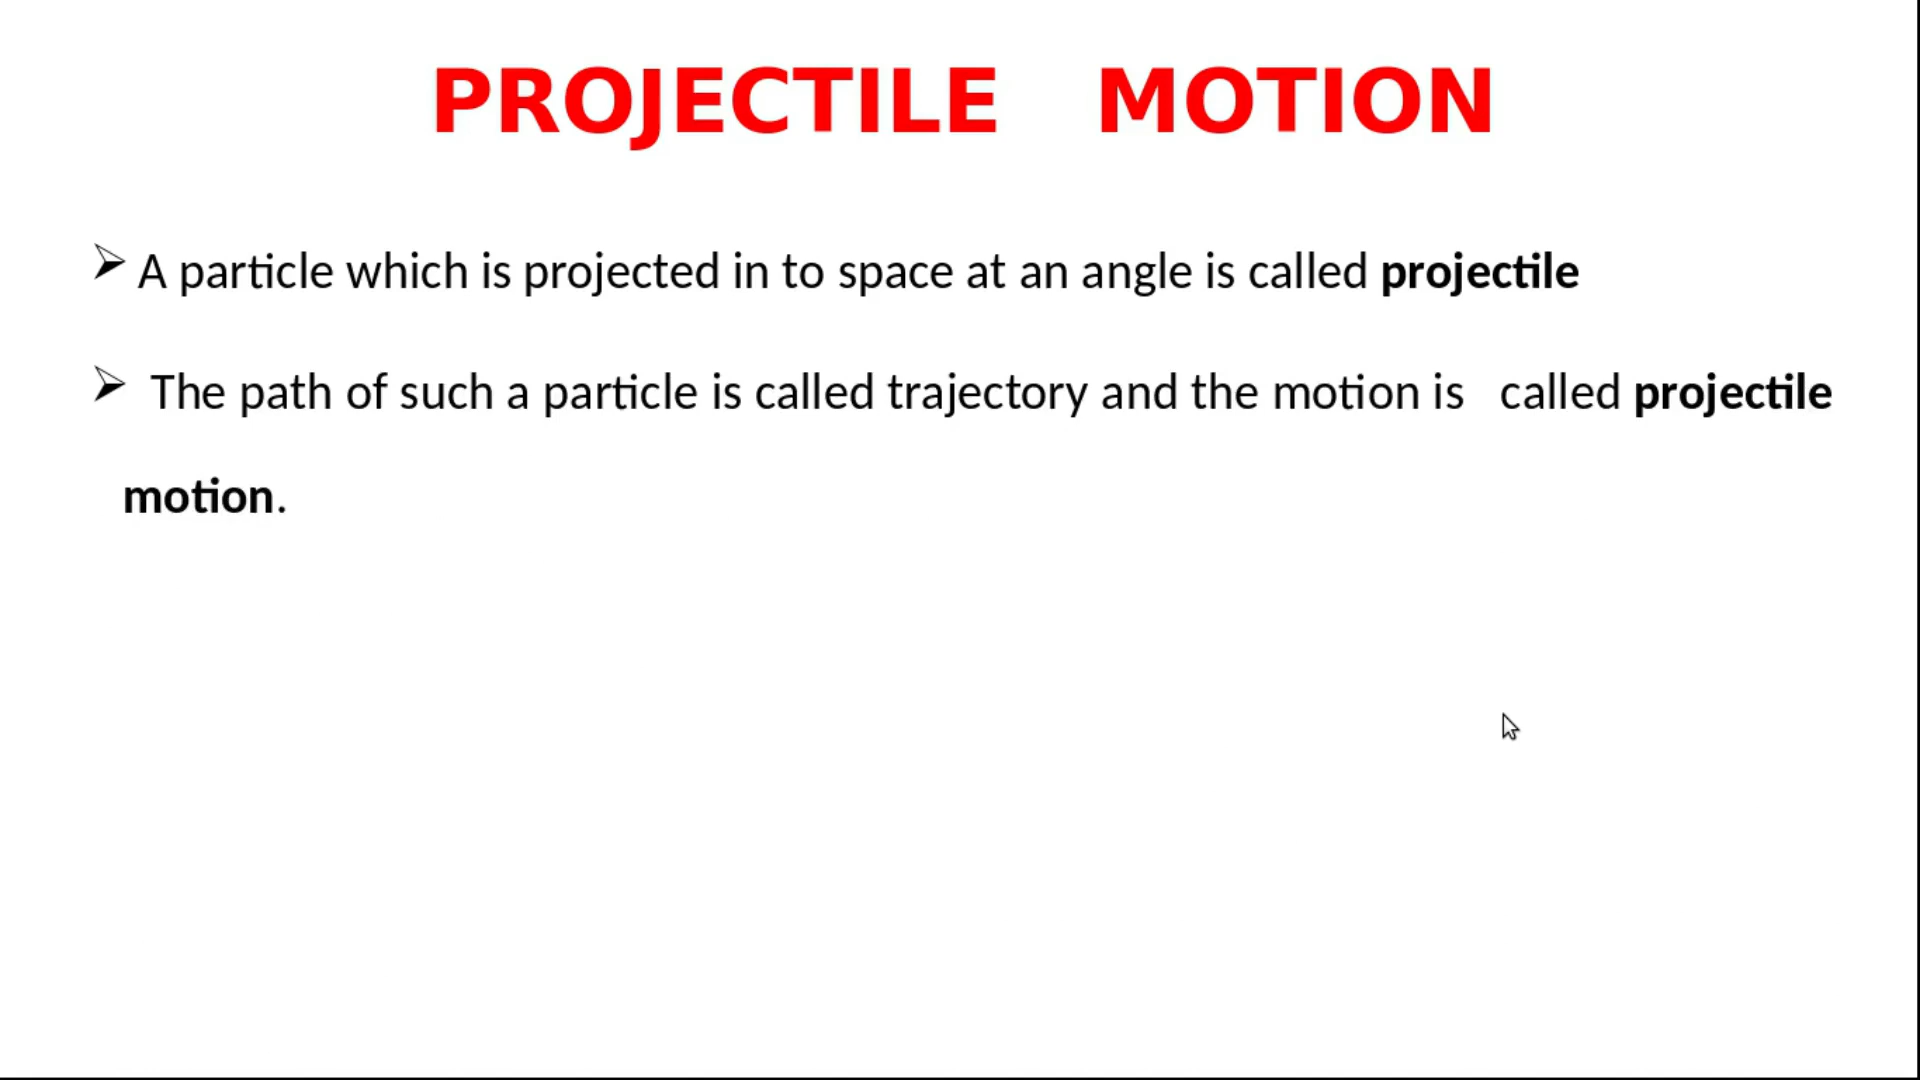 PROJECTILE MOTION
➢ A particle which is projected in to space at an angle is called projectile
➢ The path of such a particle is called trajectory and the motion is called projectile
motion.